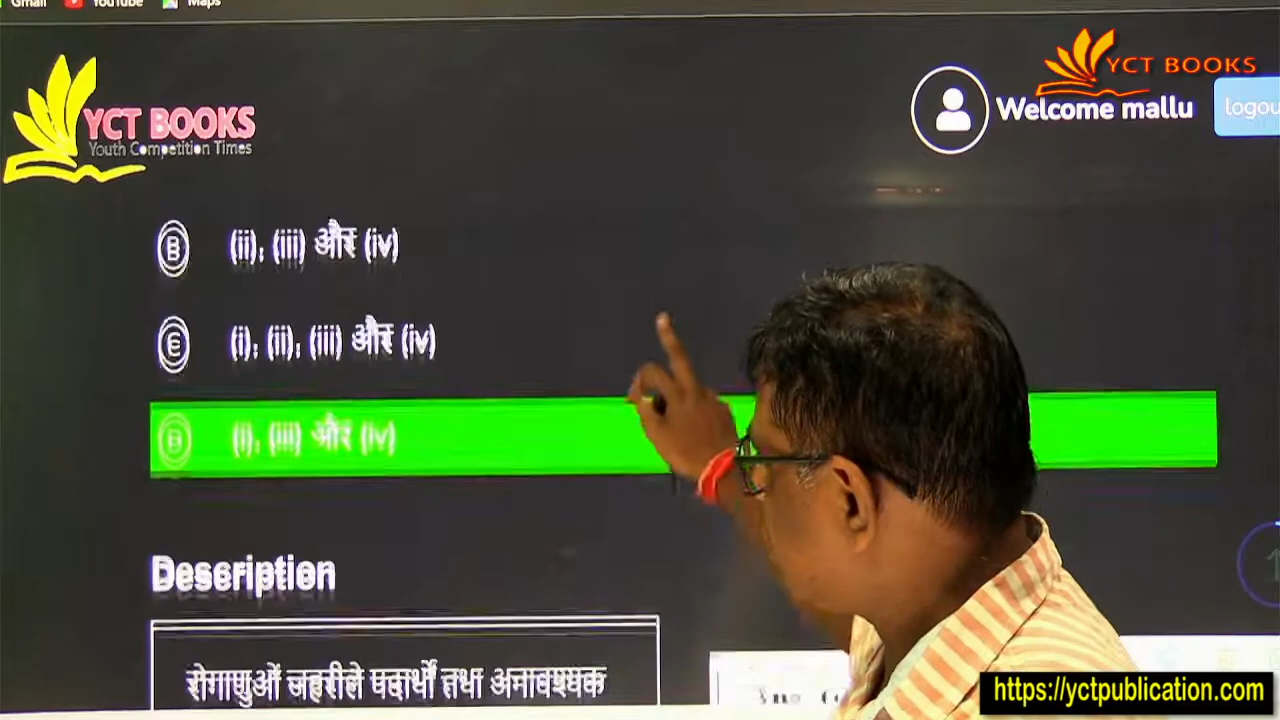 Gmail YouTube Maps
YCT BOOKS
Youth Competition Times
YCT BOOKS
Welcome mallu
logou
B (ii), (iii) और (iv)
(i), (ii), (iii) और (iv)
(i), (iii) और (iv)
Description
रोगाणुओं जहरीले पदार्थों तथा अनावश्यक
https://yctpublication.com